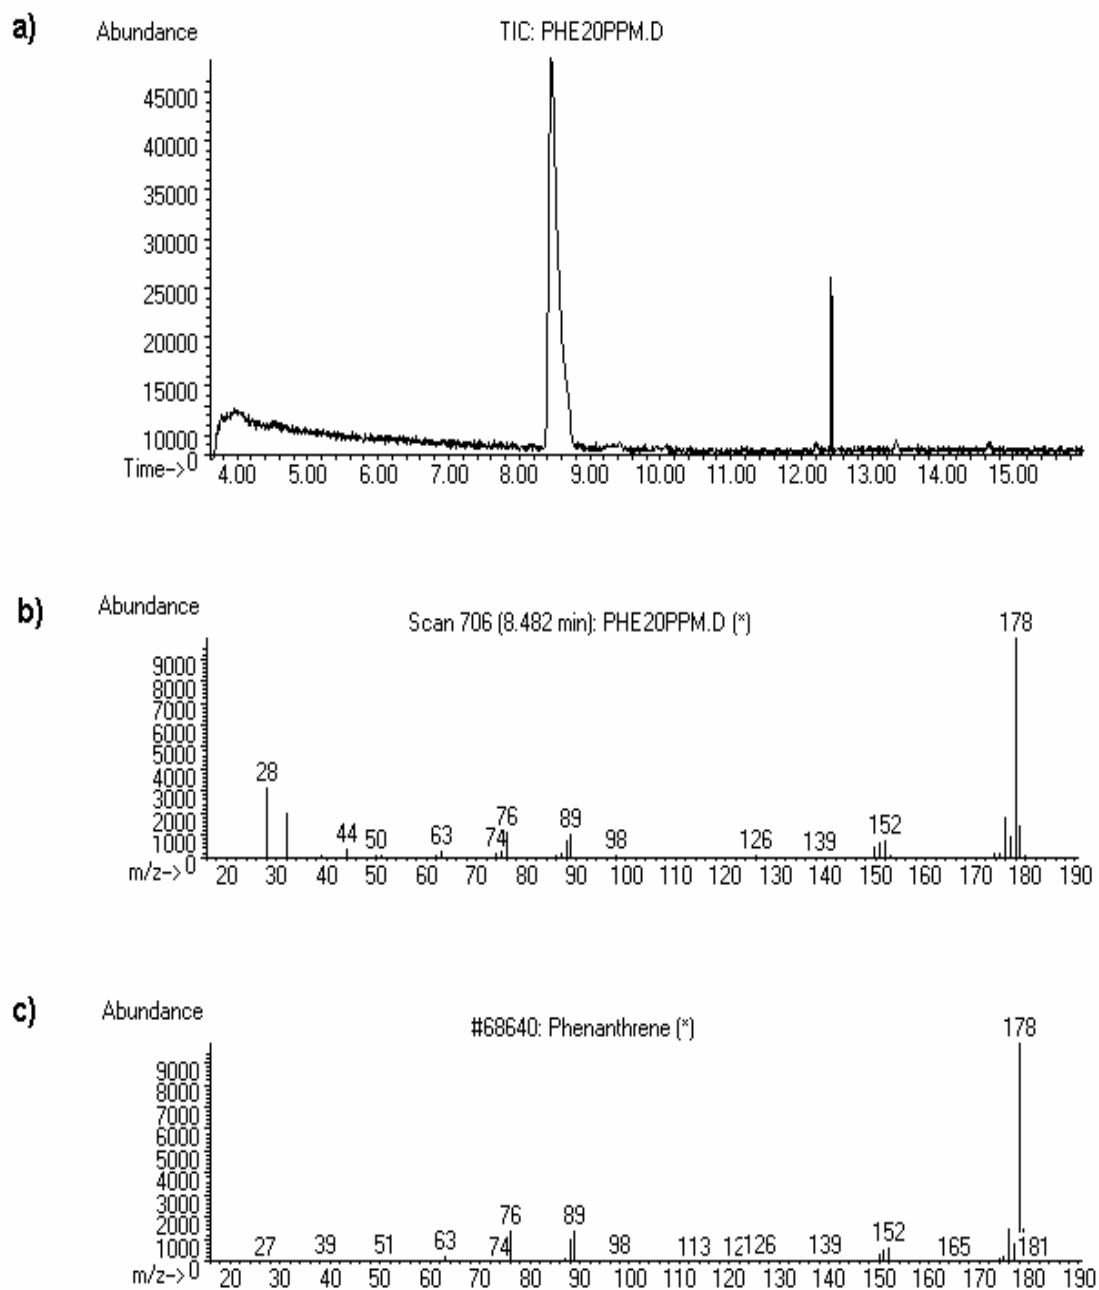 a)
Abundance
TIC: PHE20PPM.D
45000
40000
35000
30000
25000
20000
15000
10000
Time-> 0
4.00 5.00 6.00 7.00 8.00 9.00 10.00 11.00 12.00 13.00 14.00 15.00
b)
Abundance
Scan 706 (8.482 min): PHE20PPM.D (*)
178
9000
8000
7000
6000
5000
4000
3000
2000
1000
28
44 50 63 74 76 89 98 126 139 152
m/z-> 0
20 30 40 50 60 70 80 90 100 110 120 130 140 150 160 170 180 190
c)
Abundance
#68640: Phenanthrene (*)
178
9000
8000
7000
6000
5000
4000
3000
2000
1000
27 39 51 63 74 76 89 98 113 12 126 139 152 165 181
m/z-> 0
20 30 40 50 60 70 80 90 100 110 120 130 140 150 160 170 180 190